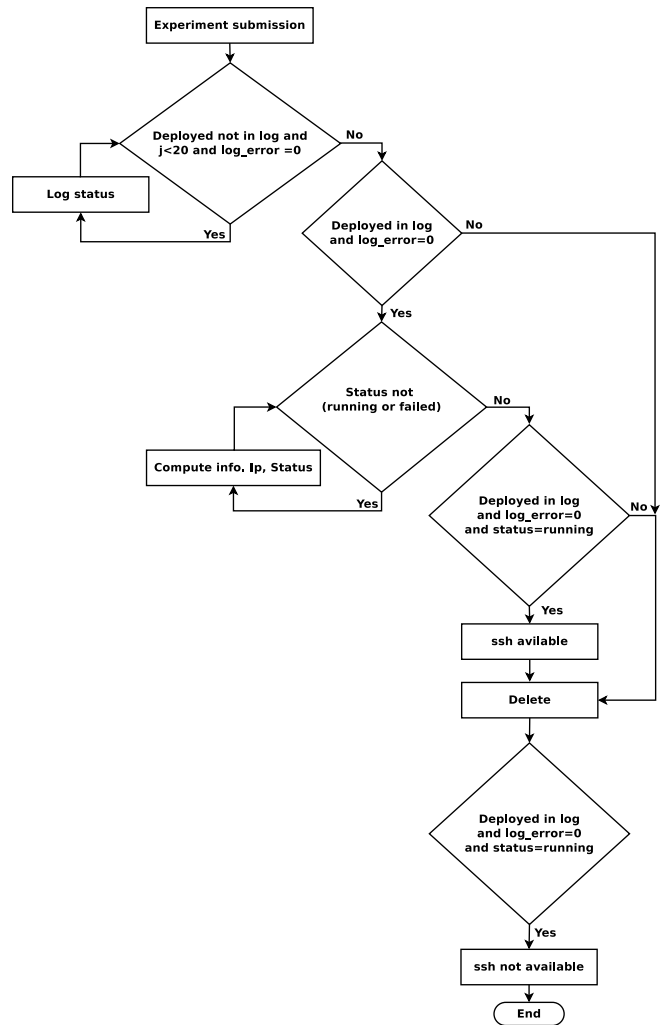 Experiment submission
Deployed not in log and
j<20 and log_error =0
No
Log status
Yes
Deployed in log
and log_error=0
No
Yes
Status not
(running or failed)
No
Compute info. Ip, Status
Yes
Deployed in log
and log_error=0
and status=running
No
Yes
ssh avilable
Delete
Deployed in log
and log_error=0
and status=running
Yes
ssh not available
End